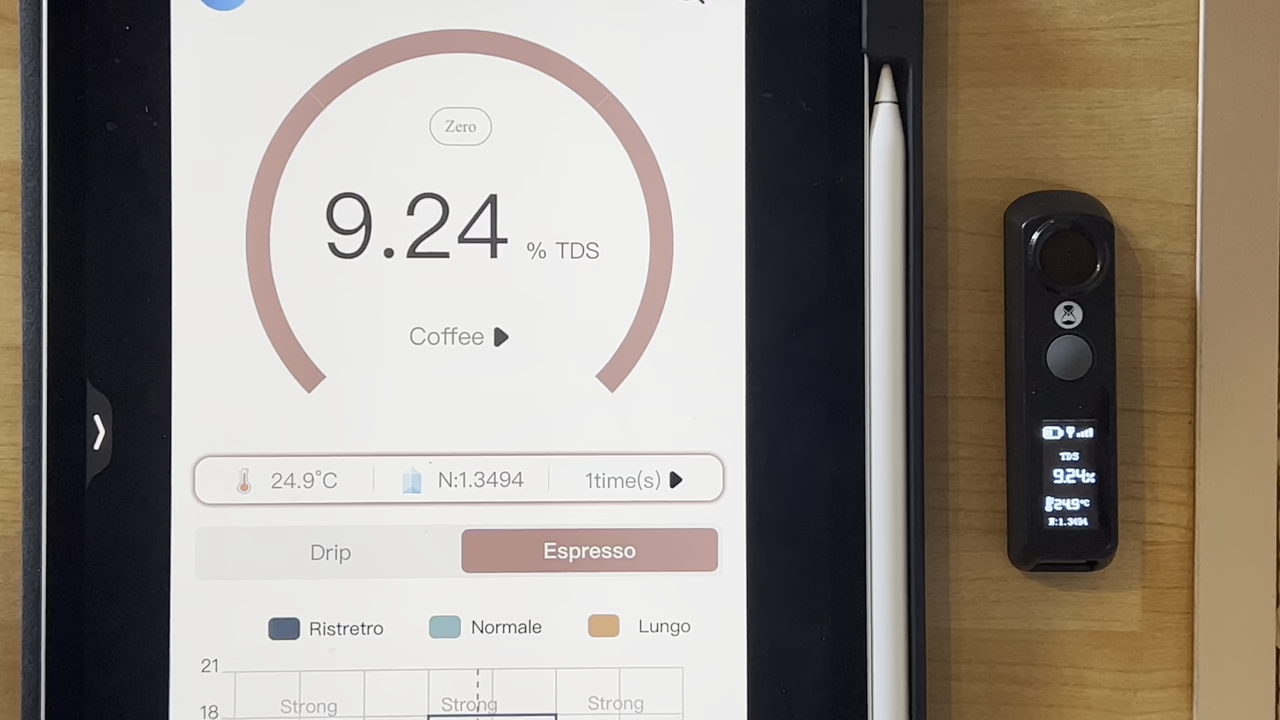 Zero
9.24 % TDS
Coffee
24.9°C N:1.3494 1time(s)
Drip Espresso
Ristretro Normale Lungo
21
Strong Strong Strong
18
TDS
9.24%
24.9°C
N:1.3494